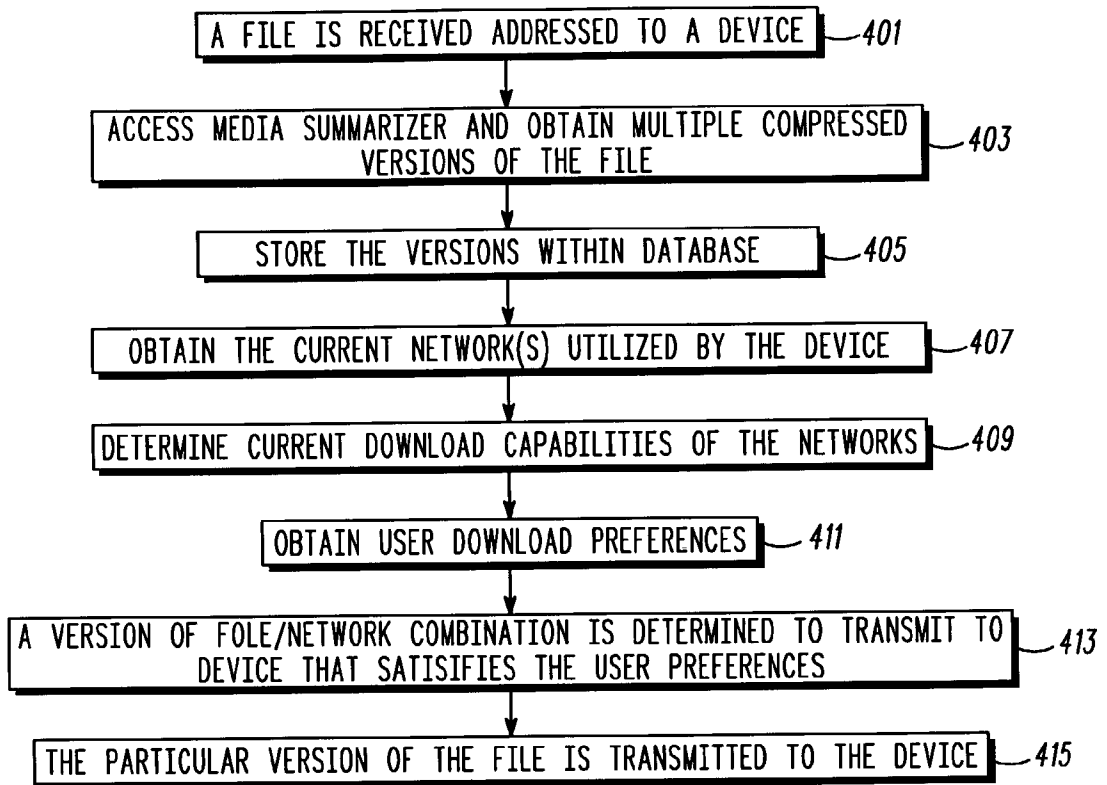 A FILE IS RECEIVED ADDRESSED TO A DEVICE 401
ACCESS MEDIA SUMMARIZER AND OBTAIN MULTIPLE COMPRESSED
VERSIONS OF THE FILE 403
STORE THE VERSIONS WITHIN DATABASE 405
OBTAIN THE CURRENT NETWORK(S) UTILIZED BY THE DEVICE 407
DETERMINE CURRENT DOWNLOAD CAPABILITIES OF THE NETWORKS 409
OBTAIN USER DOWNLOAD PREFERENCES 411
A VERSION OF FOLE/NETWORK COMBINATION IS DETERMINED TO TRANSMIT TO
DEVICE THAT SATISIFIES THE USER PREFERENCES 413
THE PARTICULAR VERSION OF THE FILE IS TRANSMITTED TO THE DEVICE 415